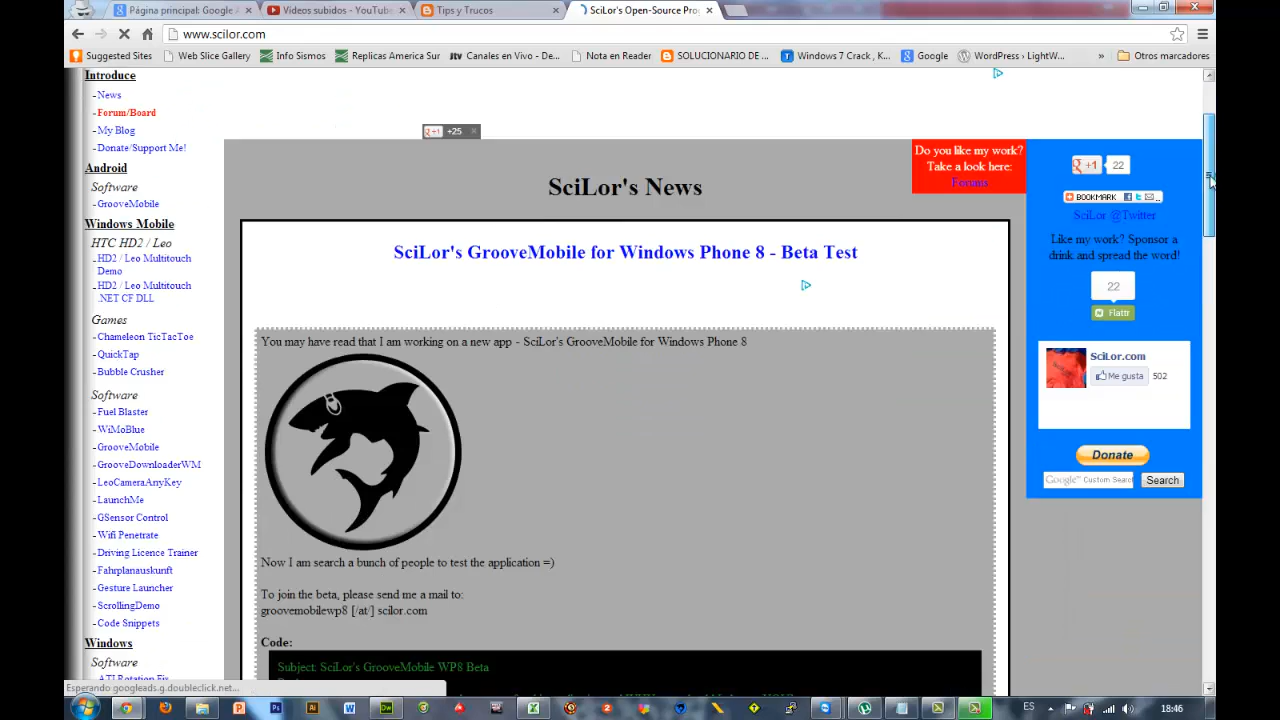 Página principal: Google A
Videos subidos - YouTube
Tips y Trucos
SciLor's Open-Source Pro
www.scilor.com
Suggested Sites
Web Slice Gallery
Info Sismos
Replicas America Sur
Canales en Vivo - De...
Nota en Reader
SOLUCIONARIO DE ...
Windows 7 Crack , K...
Google
WordPress › LightW...
»
Otros marcadores
Introduce
- News
- Forum/Board
- My Blog
- Donate/Support Me!
Android
Software
- GrooveMobile
Windows Mobile
HTC HD2 / Leo
- HD2 / Leo Multitouch
Demo
- HD2 / Leo Multitouch
.NET CF DLL
Games
- Chameleon TicTacToe
- QuickTap
- Bubble Crusher
Software
- Fuel Blaster
- WiMoBlue
- GrooveMobile
- GrooveDownloaderWM
- LeoCameraAnyKey
- LaunchMe
- GSensor Control
- Wifi Penetrate
- Driving Licence Trainer
- Fahrplanauskunft
- Gesture Launcher
- ScrollingDemo
- Code Snippets
Windows
Software
- ATI Rotation Fix
+1 +25
SciLor's News
SciLor's GrooveMobile for Windows Phone 8 - Beta Test
You may have read that I am working on a new app - SciLor's GrooveMobile for Windows Phone 8
Now I am search a bunch of people to test the application =)
To join the beta, please send me a mail to:
groovemobilewp8 [/at/] scilor.com
Code:
Subject: SciLor's GrooveMobile WP8 Beta
Do you like my work?
Take a look here:
Forums
+1 22
BOOKMARK
SciLor @Twitter
Like my work? Sponsor a
drink and spread the word!
22
Flattr
SciLor.com
Me gusta 502
Donate
Google™ Custom Search
Search
Esperando googleads.g.doubleclick.net...
ES
18:46